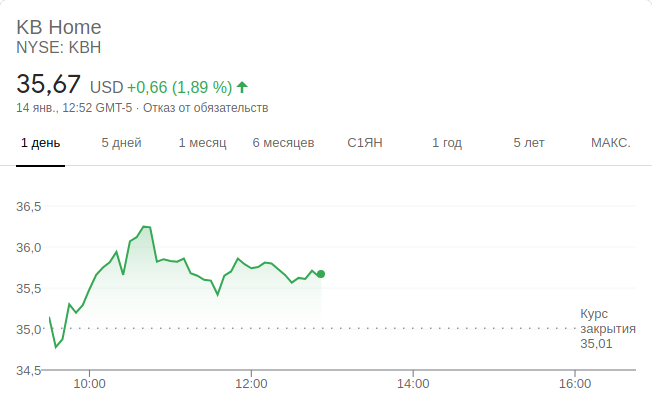 KB Home
NYSE: KBH
35,67 USD +0,66 (1,89 %)
14 янв., 12:52 GMT-5 · Отказ от обязательств
1 день 5 дней 1 месяц 6 месяцев С1ЯН 1 год 5 лет МАКС.
36,5
36,0
35,5
35,0
34,5
Курс
закрытия
35,01
10:00 12:00 14:00 16:00